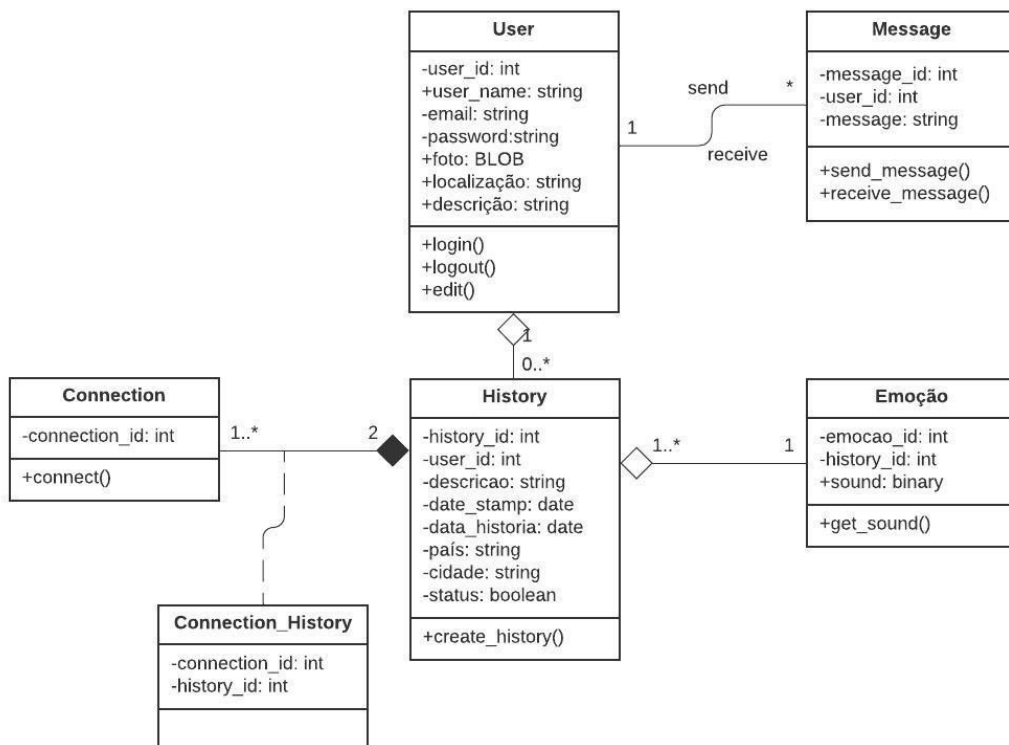 User
-user_id: int
+user_name: string
-email: string
-password:string
+foto: BLOB
+localização: string
+descrição: string
+login()
+logout()
+edit()
Message
-message_id: int
-user_id: int
-message: string
+send_message()
+receive_message()
send
*
1
receive
1
0..*
Connection
-connection_id: int
+connect()
1..*
2
History
-history_id: int
-user_id: int
-descricao: string
-date_stamp: date
-data_historia: date
-país: string
-cidade: string
-status: boolean
+create_history()
1..*
1
Emoção
-emocao_id: int
-history_id: int
+sound: binary
+get_sound()
Connection_History
-connection_id: int
-history_id: int